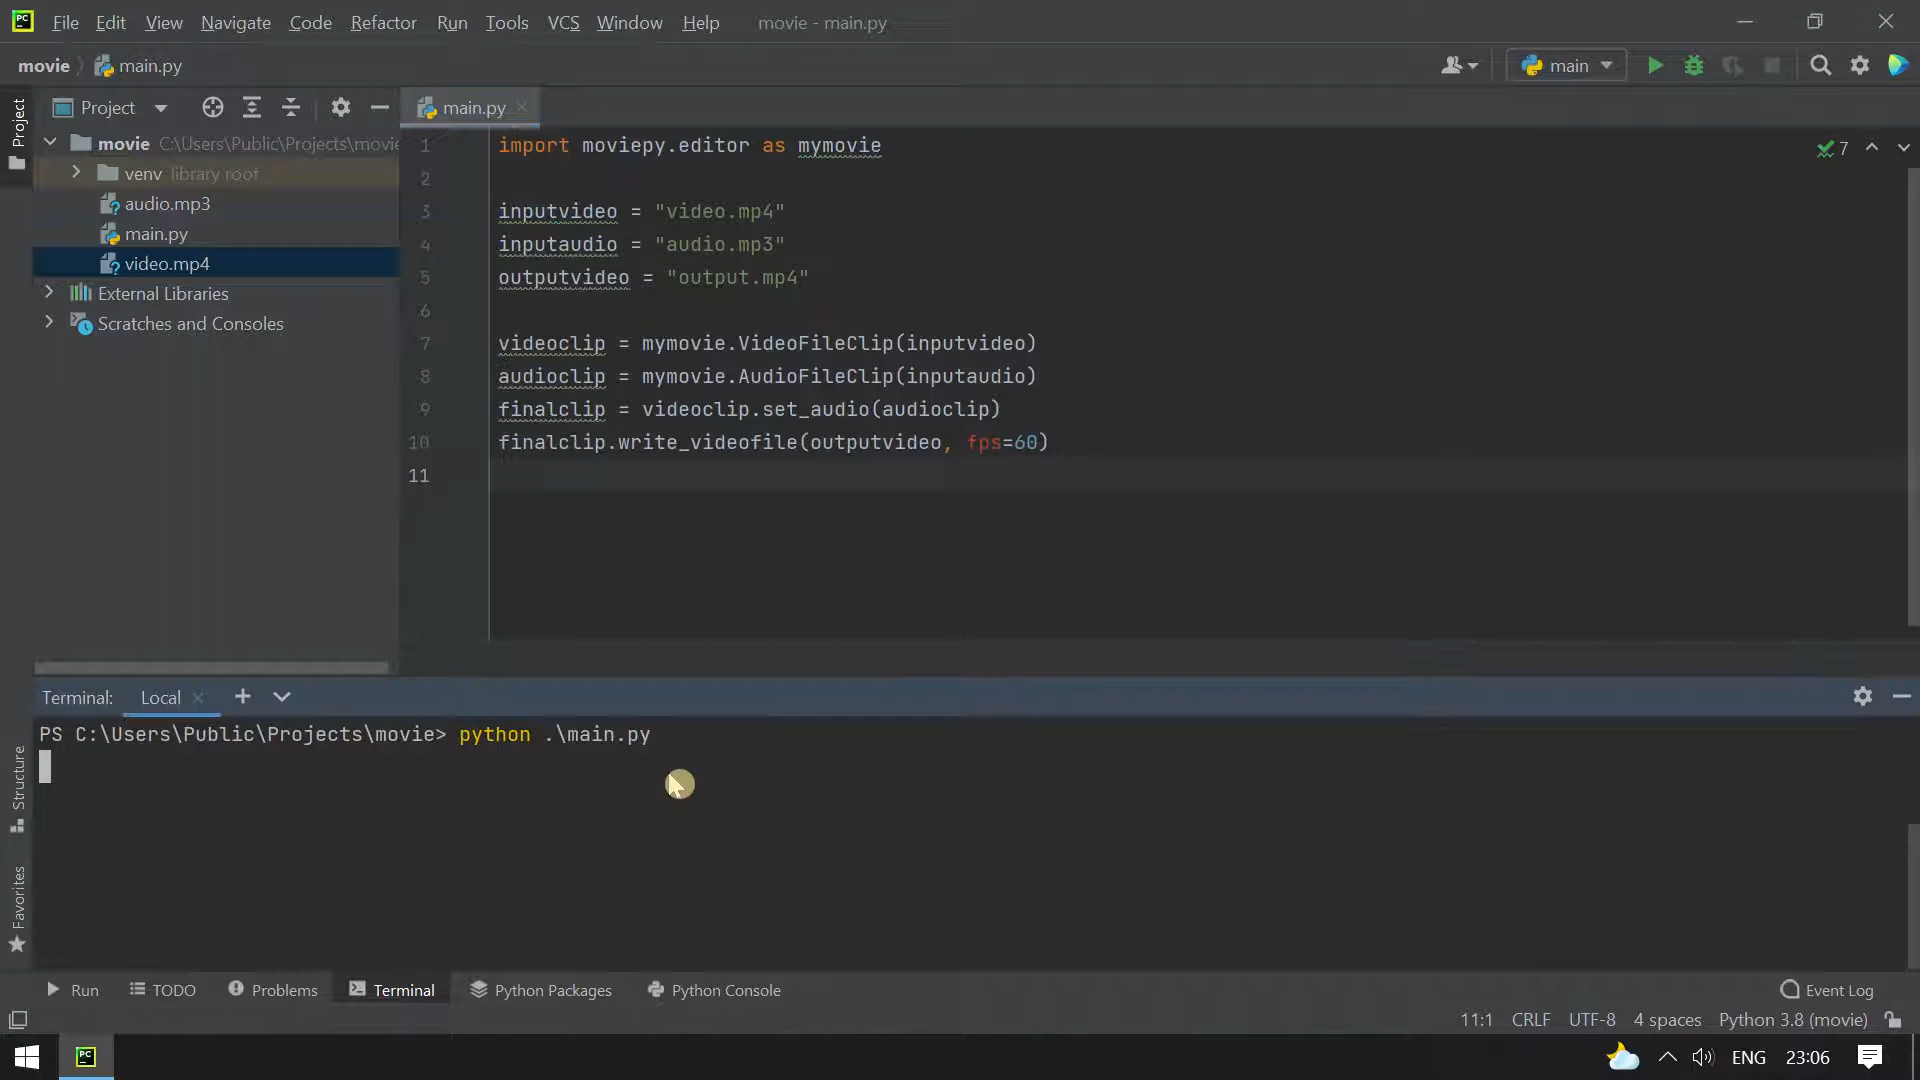 PC File Edit View Navigate Code Refactor Run Tools VCS Window Help movie - main.py
movie main.py main
Project main.py
Project
movie C:\Users\Public\Projects\movie
venv library root
audio.mp3
main.py
video.mp4
External Libraries
Scratches and Consoles
1 import moviepy.editor as mymovie
7
2
3 inputvideo = "video.mp4"
4 inputaudio = "audio.mp3"
5 outputvideo = "output.mp4"
6
7 videoclip = mymovie.VideoFileClip(inputvideo)
8 audioclip = mymovie.AudioFileClip(inputaudio)
9 finalclip = videoclip.set_audio(audioclip)
10 finalclip.write_videofile(outputvideo, fps=60)
11
Terminal: Local
PS C:\Users\Public\Projects\movie> python .\main.py
Structure
Favorites
Run TODO Problems Terminal Python Packages Python Console Event Log
11:1 CRLF UTF-8 4 spaces Python 3.8 (movie)
PC ENG 23:06